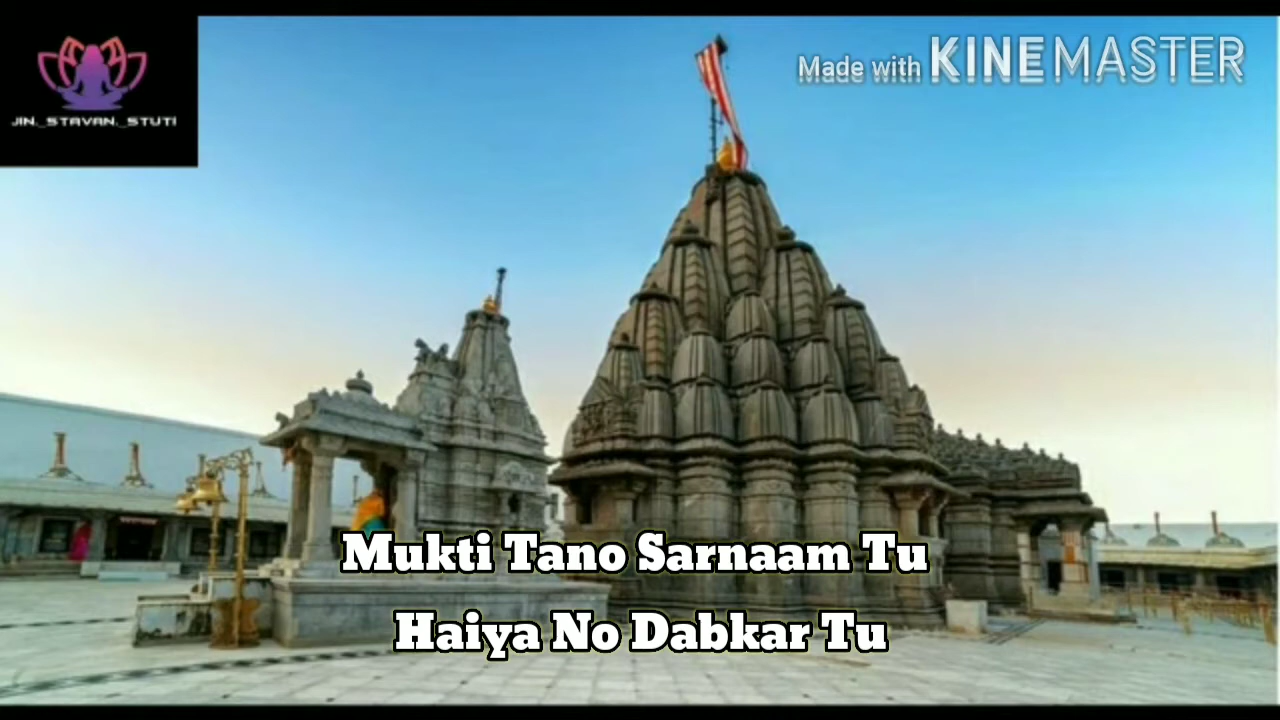 JIN_STAVAN_STUTI
Made with KINEMASTER
Mukti Tano Sarnaam Tu
Haiya No Dabkar Tu